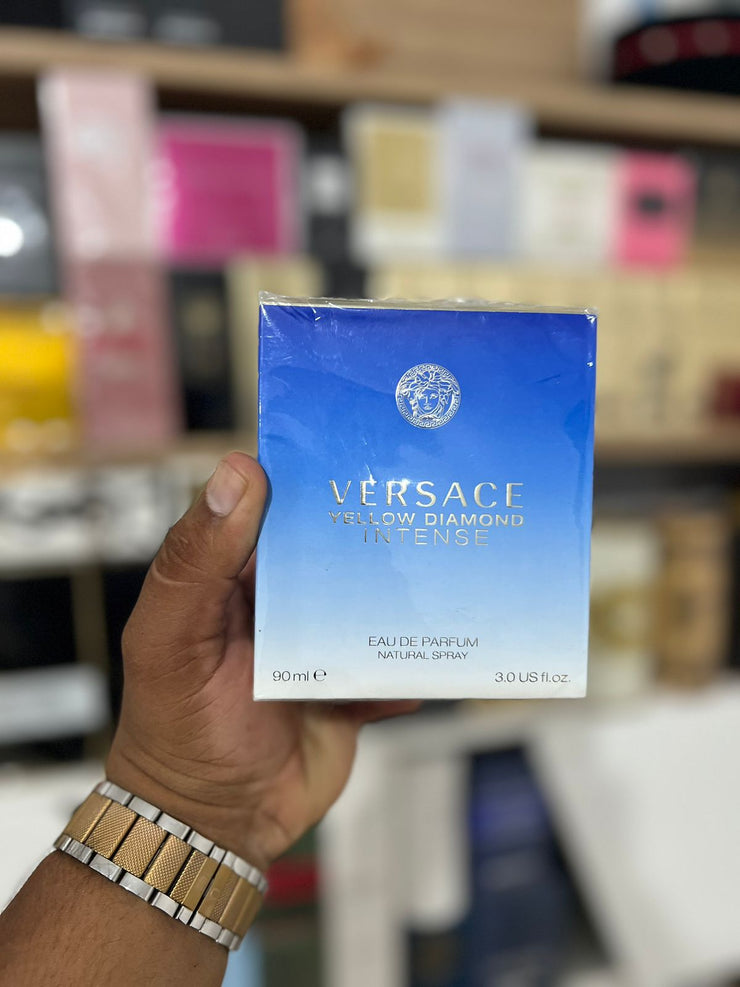 VERSACE
YELLOW DIAMOND
INTENSE
EAU DE PARFUM
NATURAL SPRAY
90 ml ℮ 3.0 US fl.oz.